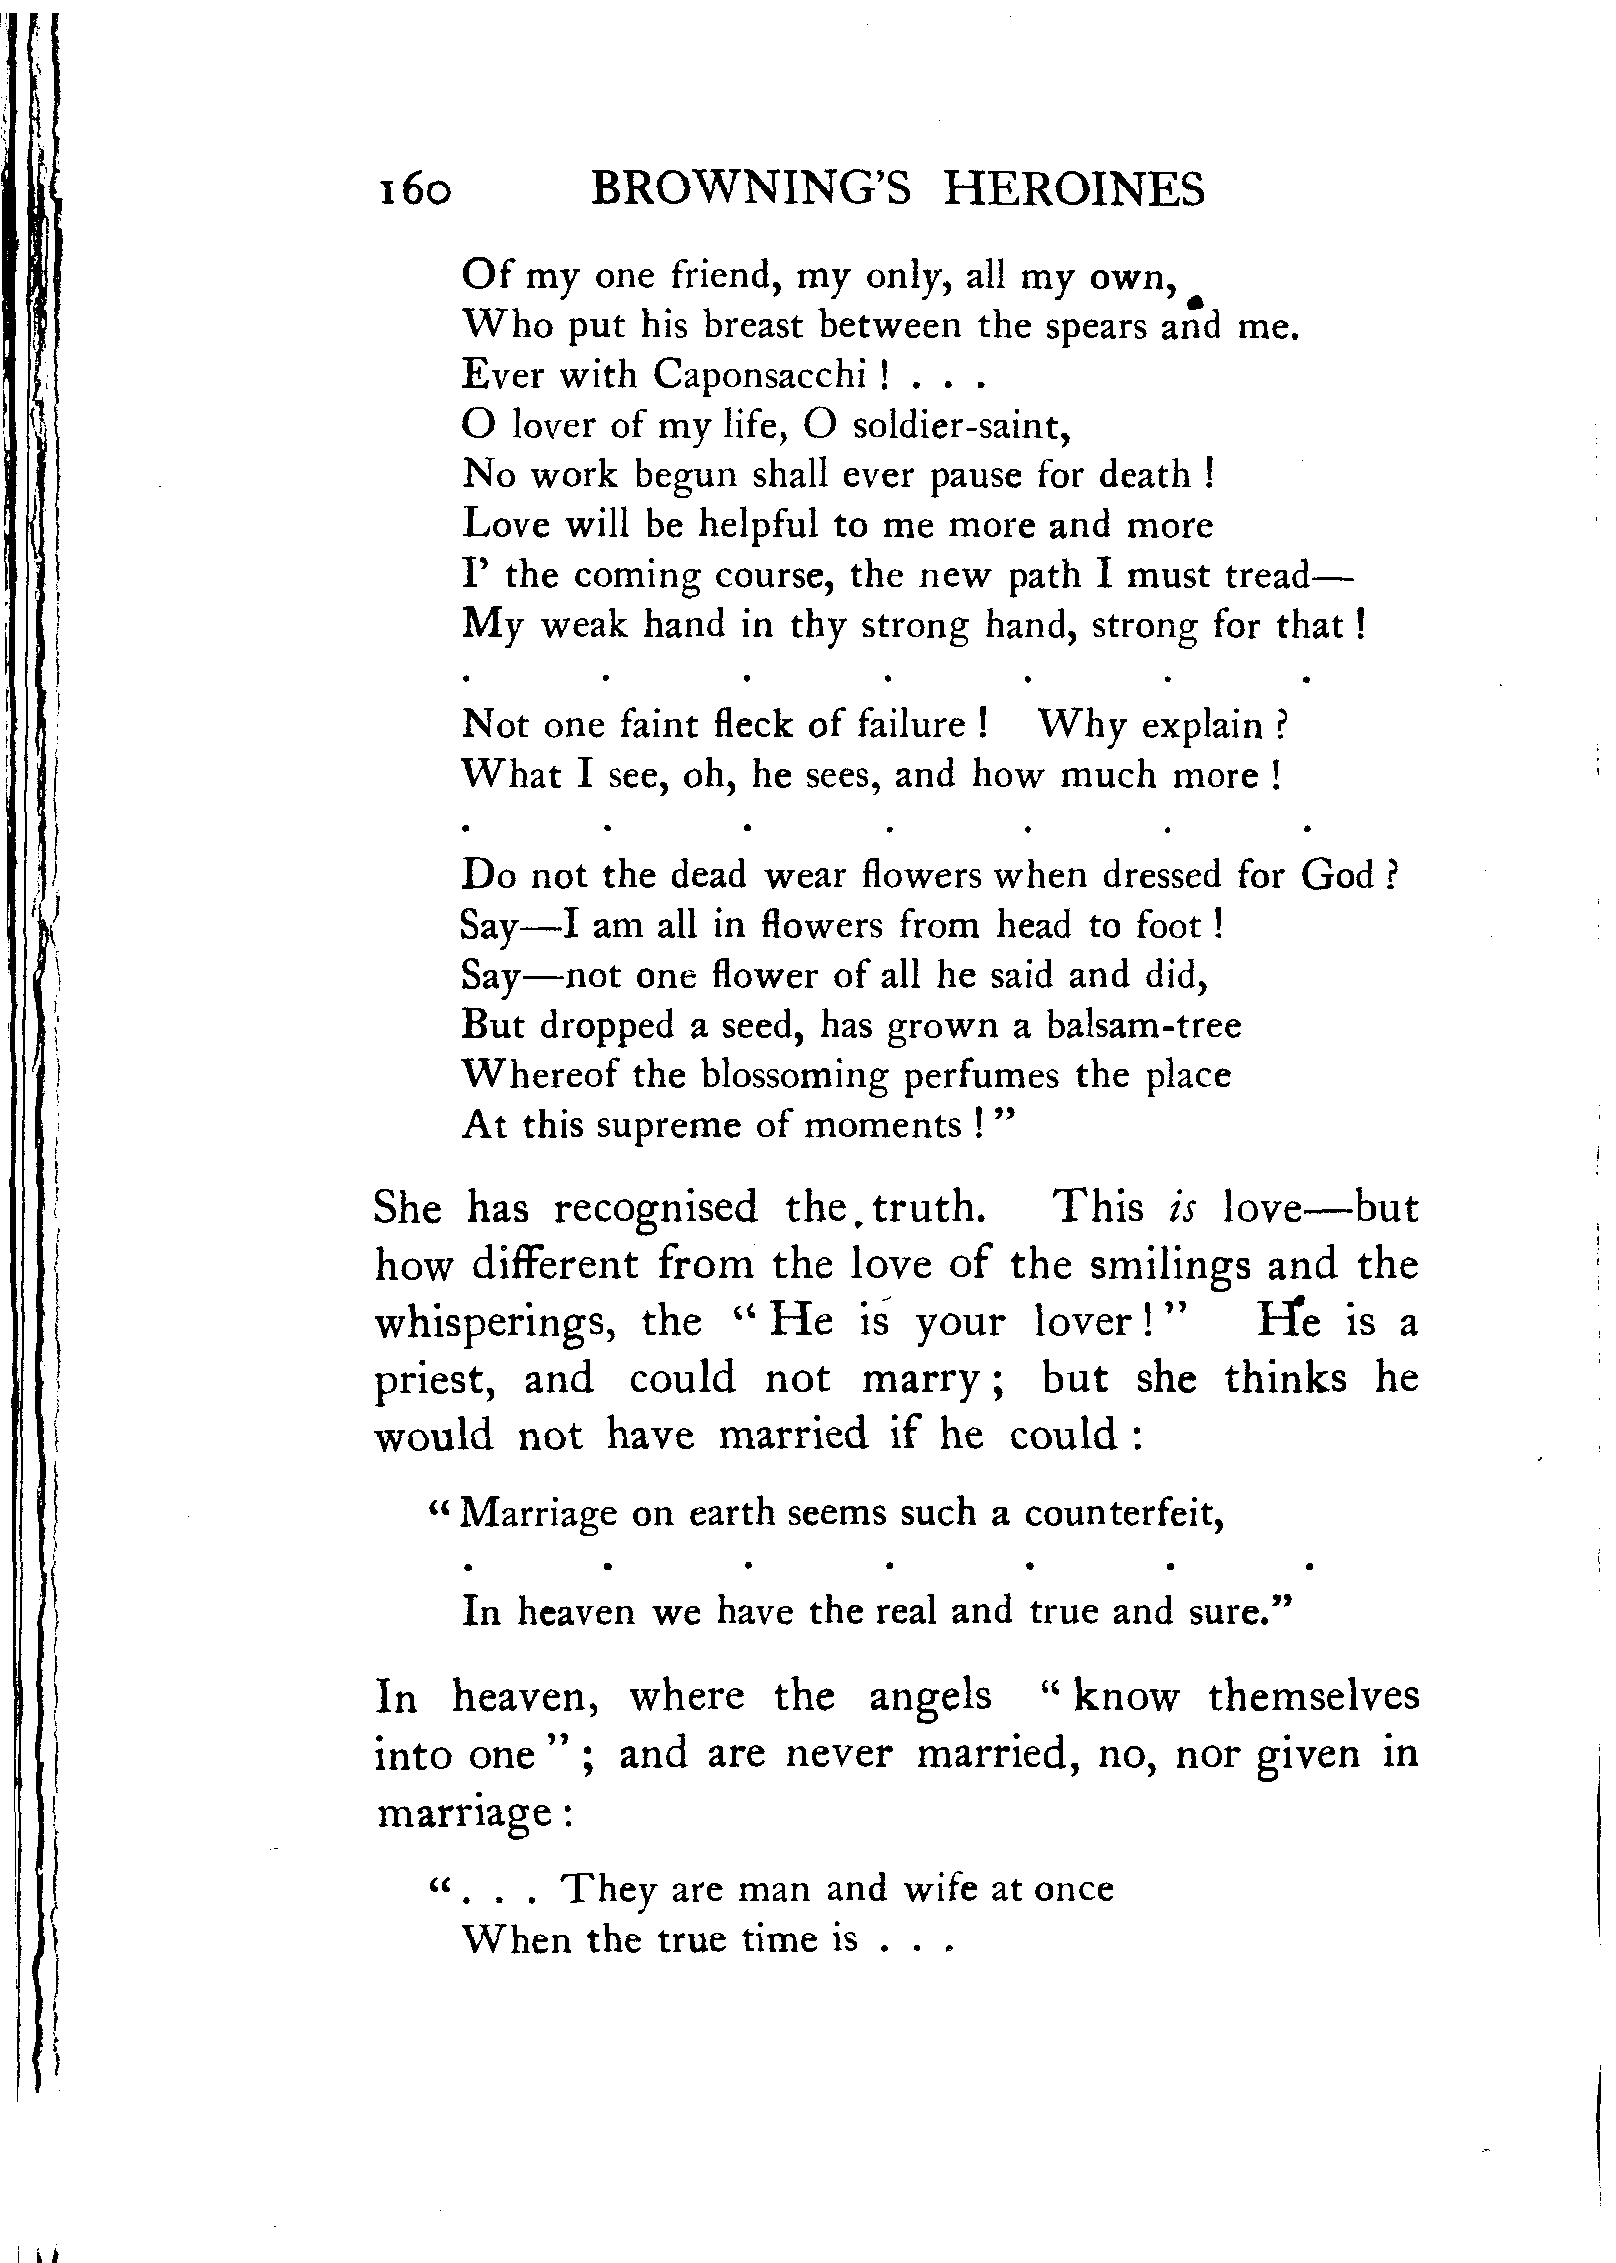 160 BROWNING'S HEROINES
Of my one friend, my only, all my own,
Who put his breast between the spears and me.
Ever with Caponsacchi ! . . .
O lover of my life, O soldier-saint,
No work begun shall ever pause for death !
Love will be helpful to me more and more
I' the coming course, the new path I must tread—
My weak hand in thy strong hand, strong for that !
. . . . . . .
Not one faint fleck of failure ! Why explain ?
What I see, oh, he sees, and how much more !
. . . . . . .
Do not the dead wear flowers when dressed for God ?
Say—I am all in flowers from head to foot !
Say—not one flower of all he said and did,
But dropped a seed, has grown a balsam-tree
Whereof the blossoming perfumes the place
At this supreme of moments ! ”
She has recognised the truth. This is love—but
how different from the love of the smilings and the
whisperings, the “ He is your lover ! ” He is a
priest, and could not marry ; but she thinks he
would not have married if he could :
“ Marriage on earth seems such a counterfeit,
. . . . . . .
In heaven we have the real and true and sure.”
In heaven, where the angels “ know themselves
into one ” ; and are never married, no, nor given in
marriage :
“ . . . They are man and wife at once
When the true time is . . .